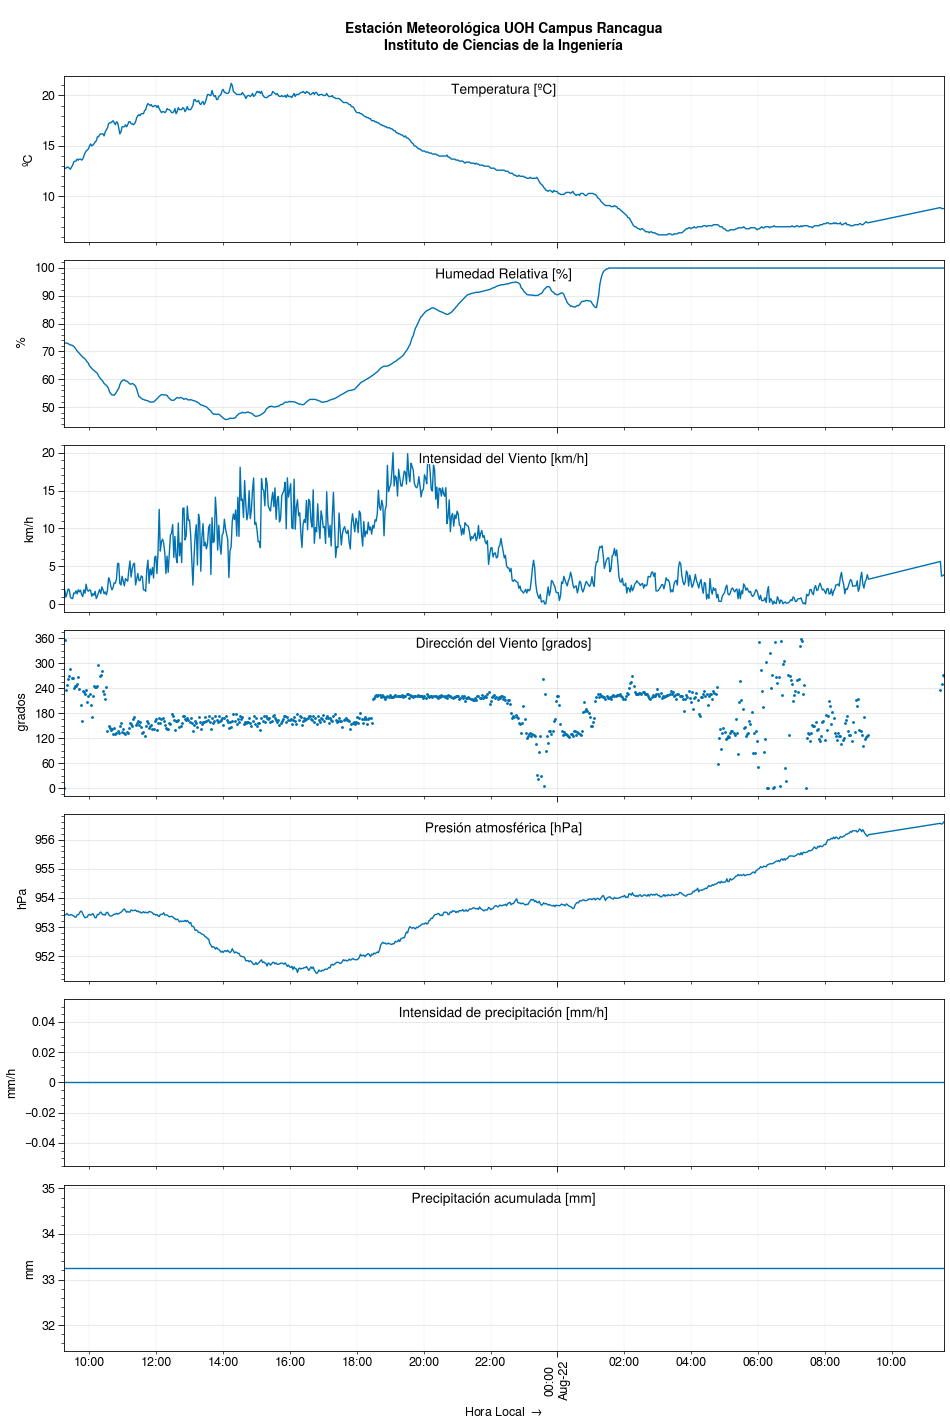 Estación Meteorológica UOH Campus Rancagua
Instituto de Ciencias de la Ingeniería
Temperatura [ºC]
20
15
10
ºC
Humedad Relativa [%]
100
90
80
70
60
50
%
Intensidad del Viento [km/h]
20
15
10
5
0
km/h
Dirección del Viento [grados]
360
300
240
180
120
60
0
grados
Presión atmosférica [hPa]
956
955
954
953
952
hPa
Intensidad de precipitación [mm/h]
0.04
0.02
0
−0.02
−0.04
mm/h
Precipitación acumulada [mm]
35
34
33
32
mm
10:00 12:00 14:00 16:00 18:00 20:00 22:00 00:00 02:00 04:00 06:00 08:00 10:00
Aug-22
Hora Local →